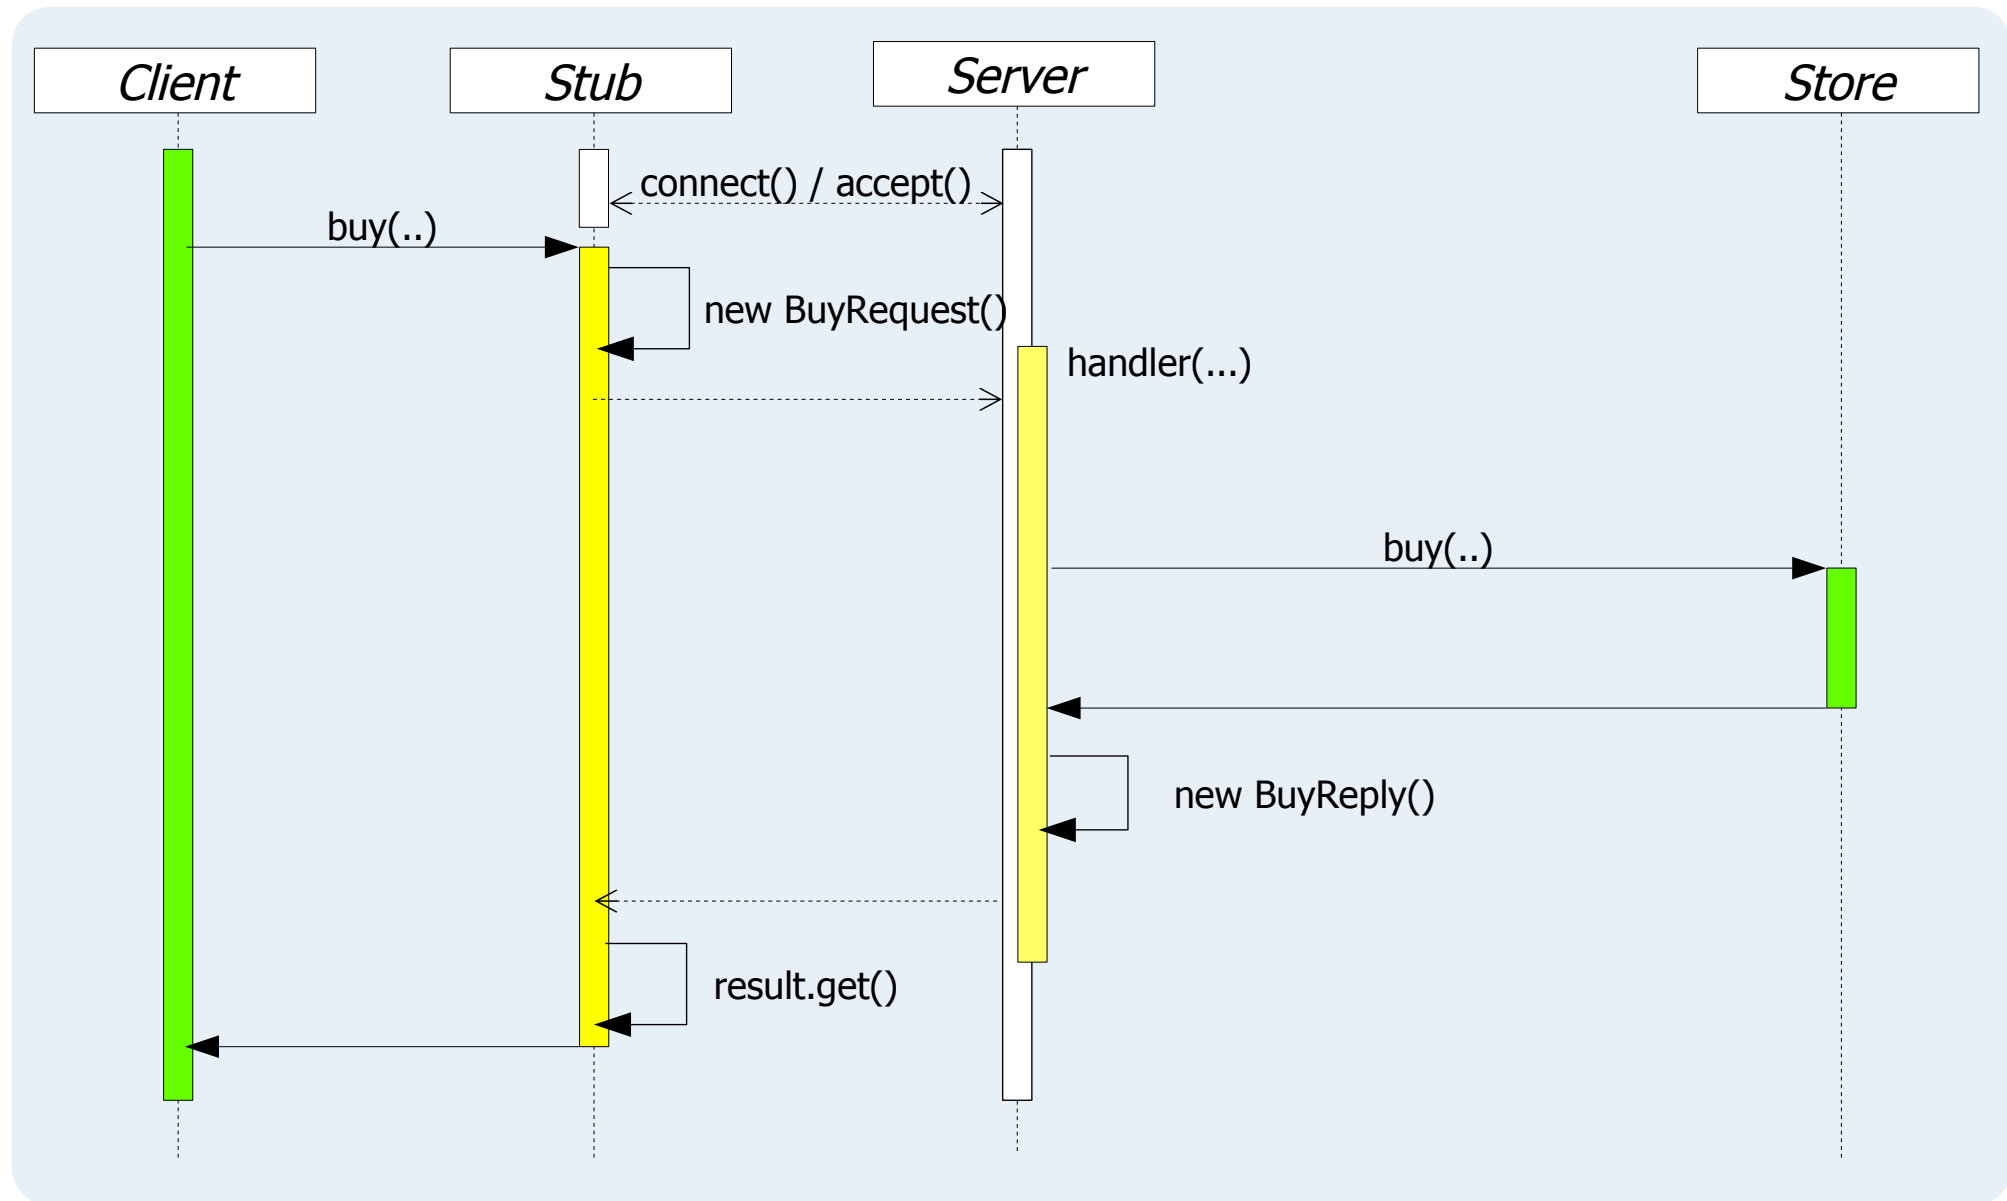 Client
Stub
Server
Store
connect() / accept()
buy(..)
new BuyRequest()
handler(...)
buy(..)
new BuyReply()
result.get()